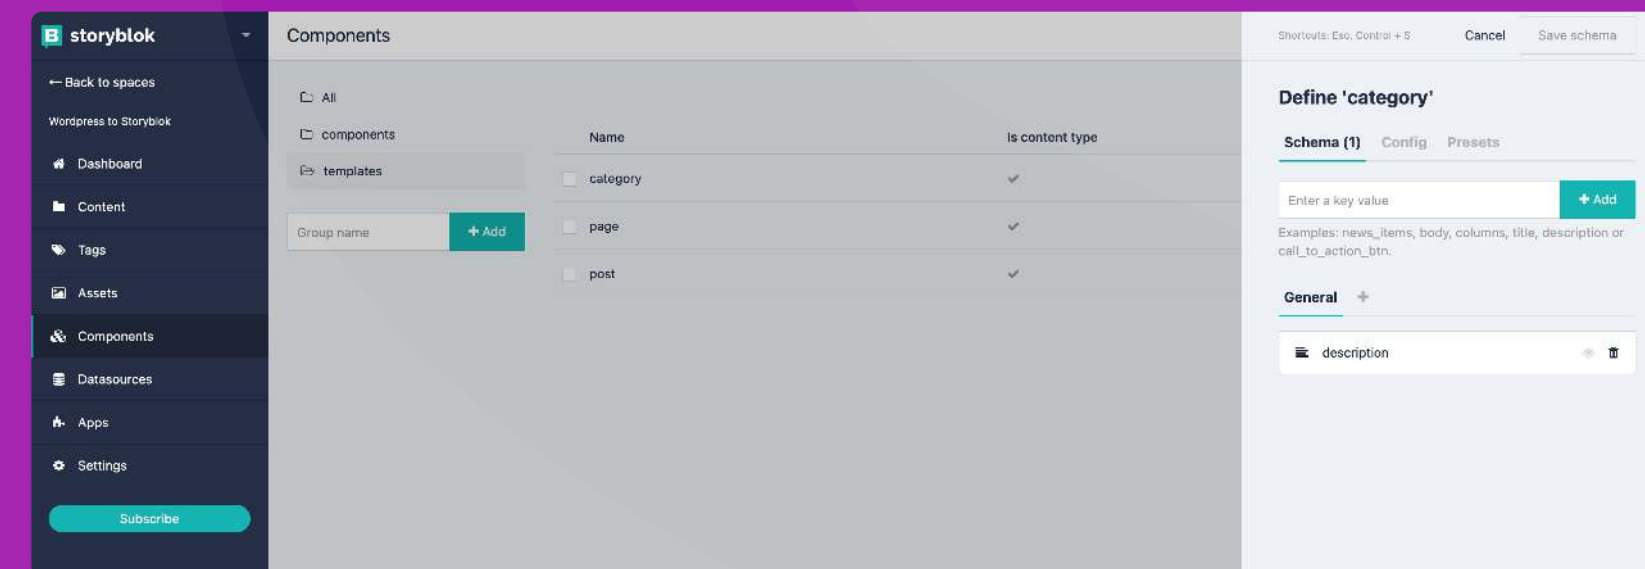 storyblok
← Back to spaces
Wordpress to Storyblok
Dashboard
Content
Tags
Assets
Components
Datasources
Apps
Settings
Subscribe
Components
All
components
templates
Group name
+ Add
Name
Is content type
category
page
post
Shortcuts: Esc, Control + S
Cancel
Save schema
Define 'category'
Schema (1) Config Presets
Enter a key value
+ Add
Examples: news_items, body, columns, title, description or
call_to_action_btn.
General +
description